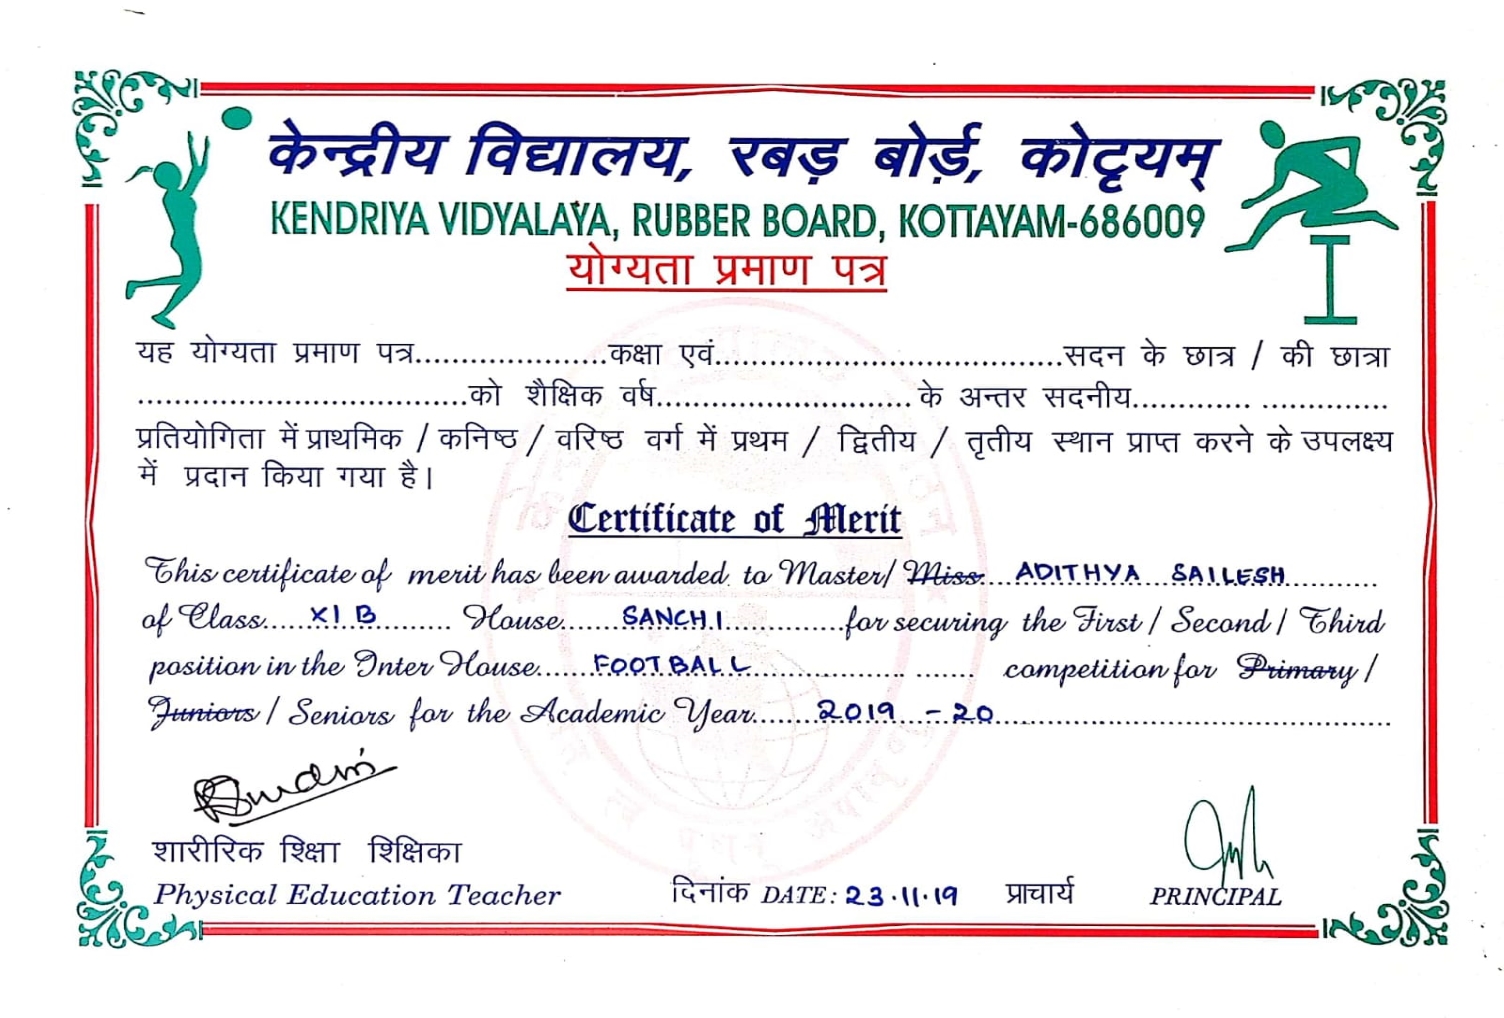 केन्द्रीय विद्यालय, रबड़ बोर्ड, कोट्टयम्
KENDRIYA VIDYALAYA, RUBBER BOARD, KOTTAYAM-686009
योग्यता प्रमाण पत्र
यह योग्यता प्रमाण पत्र.....................कक्षा एवं......................................सदन के छात्र / की छात्रा
....................................को शैक्षिक वर्ष............................ के अन्तर सदनीय............. ..............
प्रतियोगिता में प्राथमिक / कनिष्ठ / वरिष्ठ वर्ग में प्रथम / द्वितीय / तृतीय स्थान प्राप्त करने के उपलक्ष्य
में प्रदान किया गया है।
Certificate of Merit
This certificate of merit has been awarded to Master/ Miss...ADITHYA SAILESH..........
of Class.....XI B......... House.......SANCHI.............for securing the First / Second / Third
position in the Inter House......FOOTBALL................. ....... competition for Primary /
Juniors / Seniors for the Academic Year.......2019 - 20............................................
शारीरिक शिक्षा शिक्षिका
Physical Education Teacher
दिनांक DATE: 23.11.19 प्राचार्य PRINCIPAL